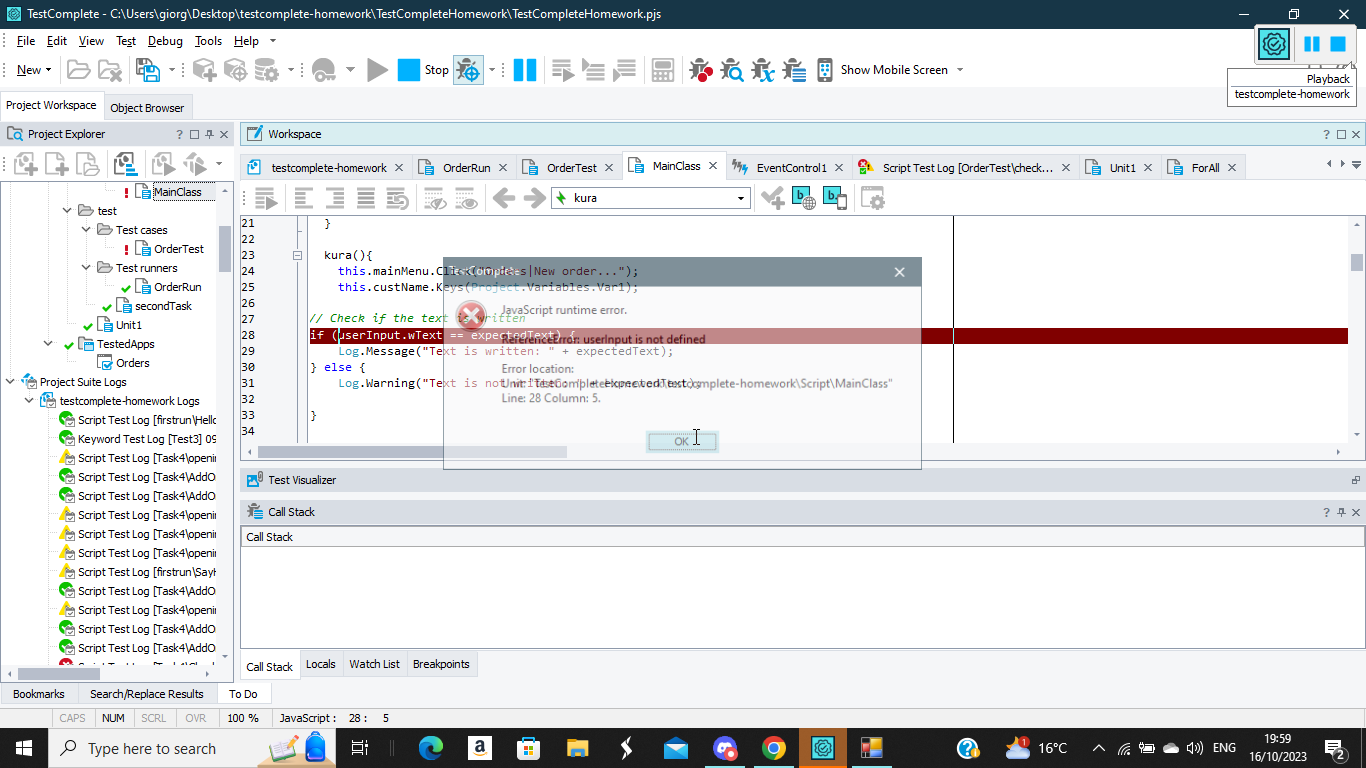 TestComplete - C:\Users\giorg\Desktop\testcomplete-homework\TestCompleteHomework\TestCompleteHomework.pjs
File Edit View Test Debug Tools Help
New Stop Show Mobile Screen
Playback
testcomplete-homework
Project Workspace Object Browser
Project Explorer
Workspace
testcomplete-homework OrderRun OrderTest MainClass EventControl1 Script Test Log [OrderTest\check... Unit1 ForAll
kura
MainClass
test
Test cases
OrderTest
Test runners
OrderRun
secondTask
Unit1
TestedApps
Orders
Project Suite Logs
testcomplete-homework Logs
Script Test Log [firstrun\Hello
Keyword Test Log [Test3] 09
Script Test Log [Task4\openin
Script Test Log [Task4\AddO
Script Test Log [Task4\AddO
Script Test Log [Task4\openin
Script Test Log [Task4\openin
Script Test Log [Task4\openin
Script Test Log [firstrun\SayH
Script Test Log [Task4\AddO
Script Test Log [Task4\openin
Script Test Log [Task4\AddO
Script Test Log [Task4\AddO
21 }
22
23 kura(){
24 this.mainMenu.Click("Orders|New order...");
25 this.custName.Keys(Project.Variables.Var1);
26
27 // Check if the text is written
28 if (userInput.wText == expectedText) {
29 Log.Message("Text is written: " + expectedText);
30 } else {
31 Log.Warning("Text is not written: " + expectedText);
32
33 }
34
TestComplete
JavaScript runtime error.
ReferenceError: userInput is not defined
Error location:
Unit: "TestCompleteHomework\testcomplete-homework\Script\MainClass"
Line: 28 Column: 5.
OK
Test Visualizer
Call Stack
Call Stack
Call Stack Locals Watch List Breakpoints
Bookmarks Search/Replace Results To Do
CAPS NUM SCRL OVR 100 % JavaScript : 28 : 5
Type here to search
16°C
ENG
19:59
16/10/2023
2